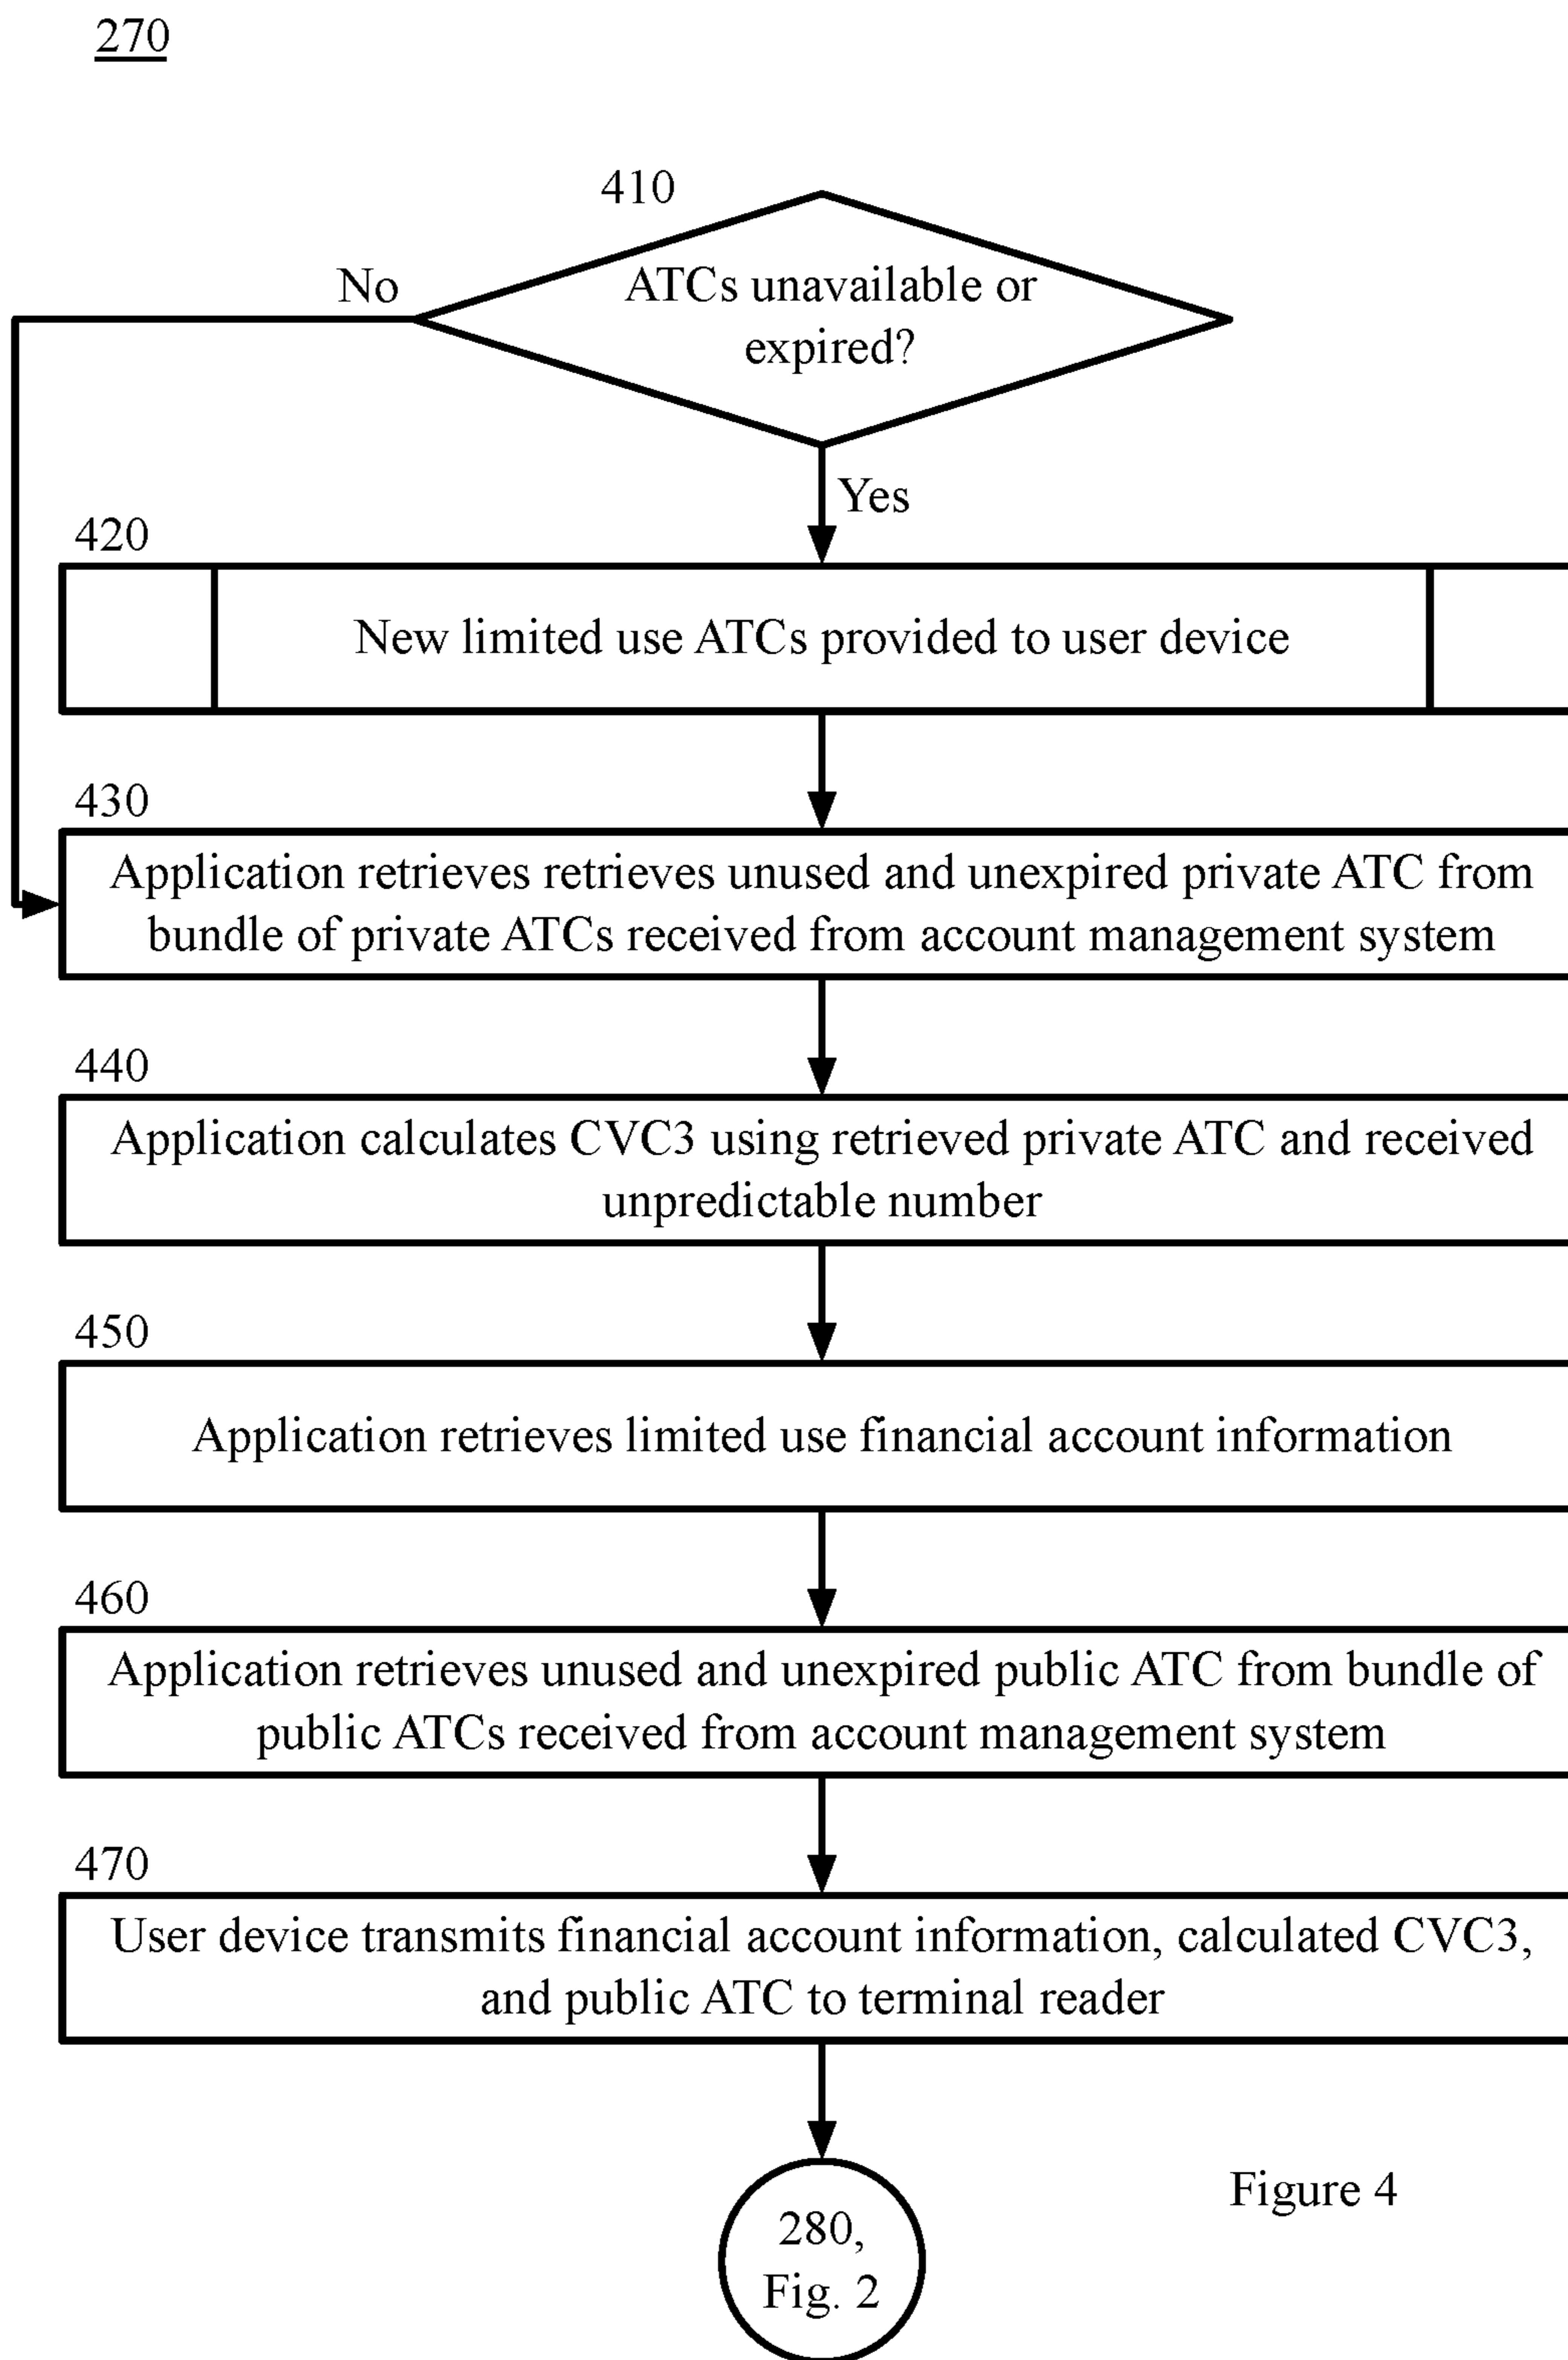 270
410
No
ATCs unavailable or
expired?
Yes
420
New limited use ATCs provided to user device
430
Application retrieves retrieves unused and unexpired private ATC from
bundle of private ATCs received from account management system
440
Application calculates CVC3 using retrieved private ATC and received
unpredictable number
450
Application retrieves limited use financial account information
460
Application retrieves unused and unexpired public ATC from bundle of
public ATCs received from account management system
470
User device transmits financial account information, calculated CVC3,
and public ATC to terminal reader
Figure 4
280,
Fig. 2